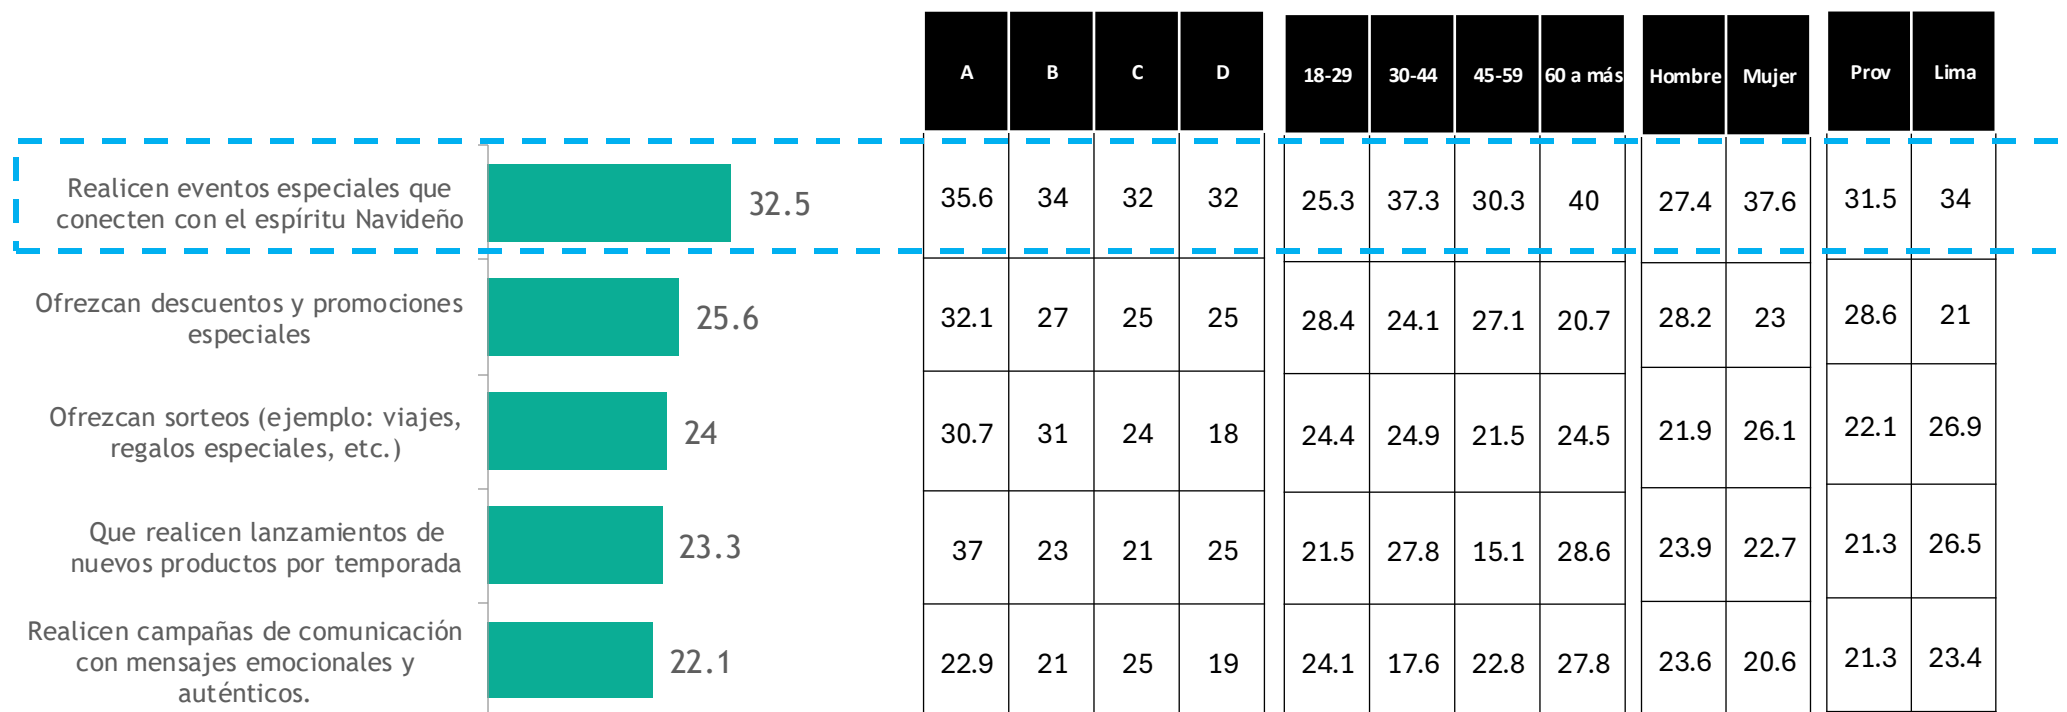 A B C D 18-29 30-44 45-59 60 a más Hombre Mujer Prov Lima
Realicen eventos especiales que
conecten con el espíritu Navideño
32.5 35.6 34 32 32 25.3 37.3 30.3 40 27.4 37.6 31.5 34
Ofrezcan descuentos y promociones
especiales
25.6 32.1 27 25 25 28.4 24.1 27.1 20.7 28.2 23 28.6 21
Ofrezcan sorteos (ejemplo: viajes,
regalos especiales, etc.)
24 30.7 31 24 18 24.4 24.9 21.5 24.5 21.9 26.1 22.1 26.9
Que realicen lanzamientos de
nuevos productos por temporada
23.3 37 23 21 25 21.5 27.8 15.1 28.6 23.9 22.7 21.3 26.5
Realicen campañas de comunicación
con mensajes emocionales y
auténticos.
22.1 22.9 21 25 19 24.1 17.6 22.8 27.8 23.6 20.6 21.3 23.4